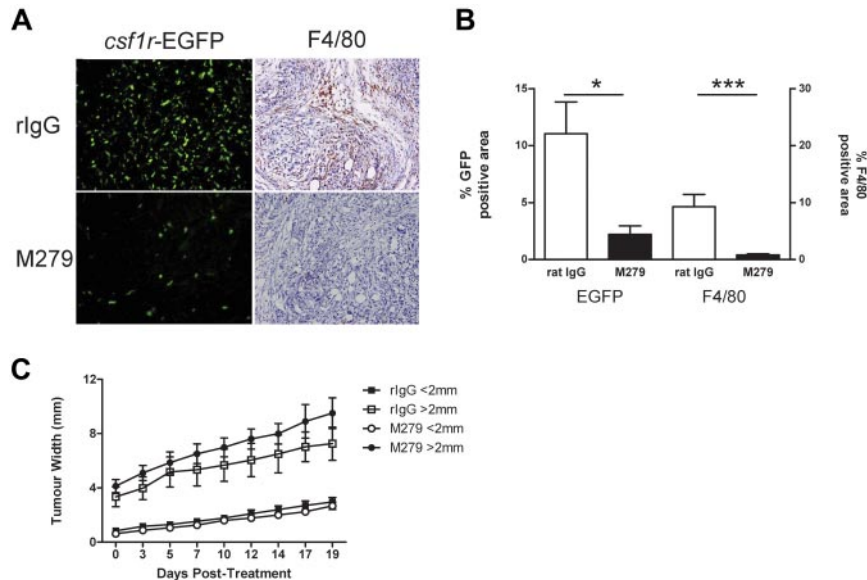 A
csf1r-EGFP F4/80
rIgG
M279
B
* ***
15
10
5
0
% GFP
positive area
30
20
10
0
% F4/80
positive area
rat IgG M279 rat IgG M279
EGFP F4/80
C
12
8
4
0
Tumour Width (mm)
0 3 5 7 10 12 14 17 19
Days Post-Treatment
rIgG <2mm
rIgG >2mm
M279 <2mm
M279 >2mm